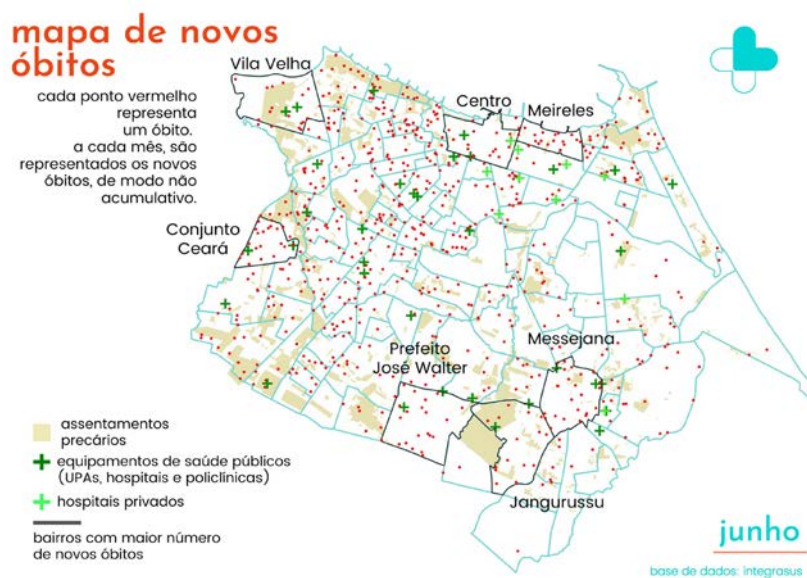 mapa de novos
óbitos
cada ponto vermelho
representa
um óbito.
a cada mês, são
representados os novos
óbitos, de modo não
acumulativo.
Vila Velha
Centro
Meireles
Conjunto
Ceará
Prefeito
José Walter
Messejana
Jangurussu
assentamentos
precários
equipamentos de saúde públicos
(UPAs, hospitais e policlínicas)
hospitais privados
bairros com maior número
de novos óbitos
junho
base de dados: integrasus